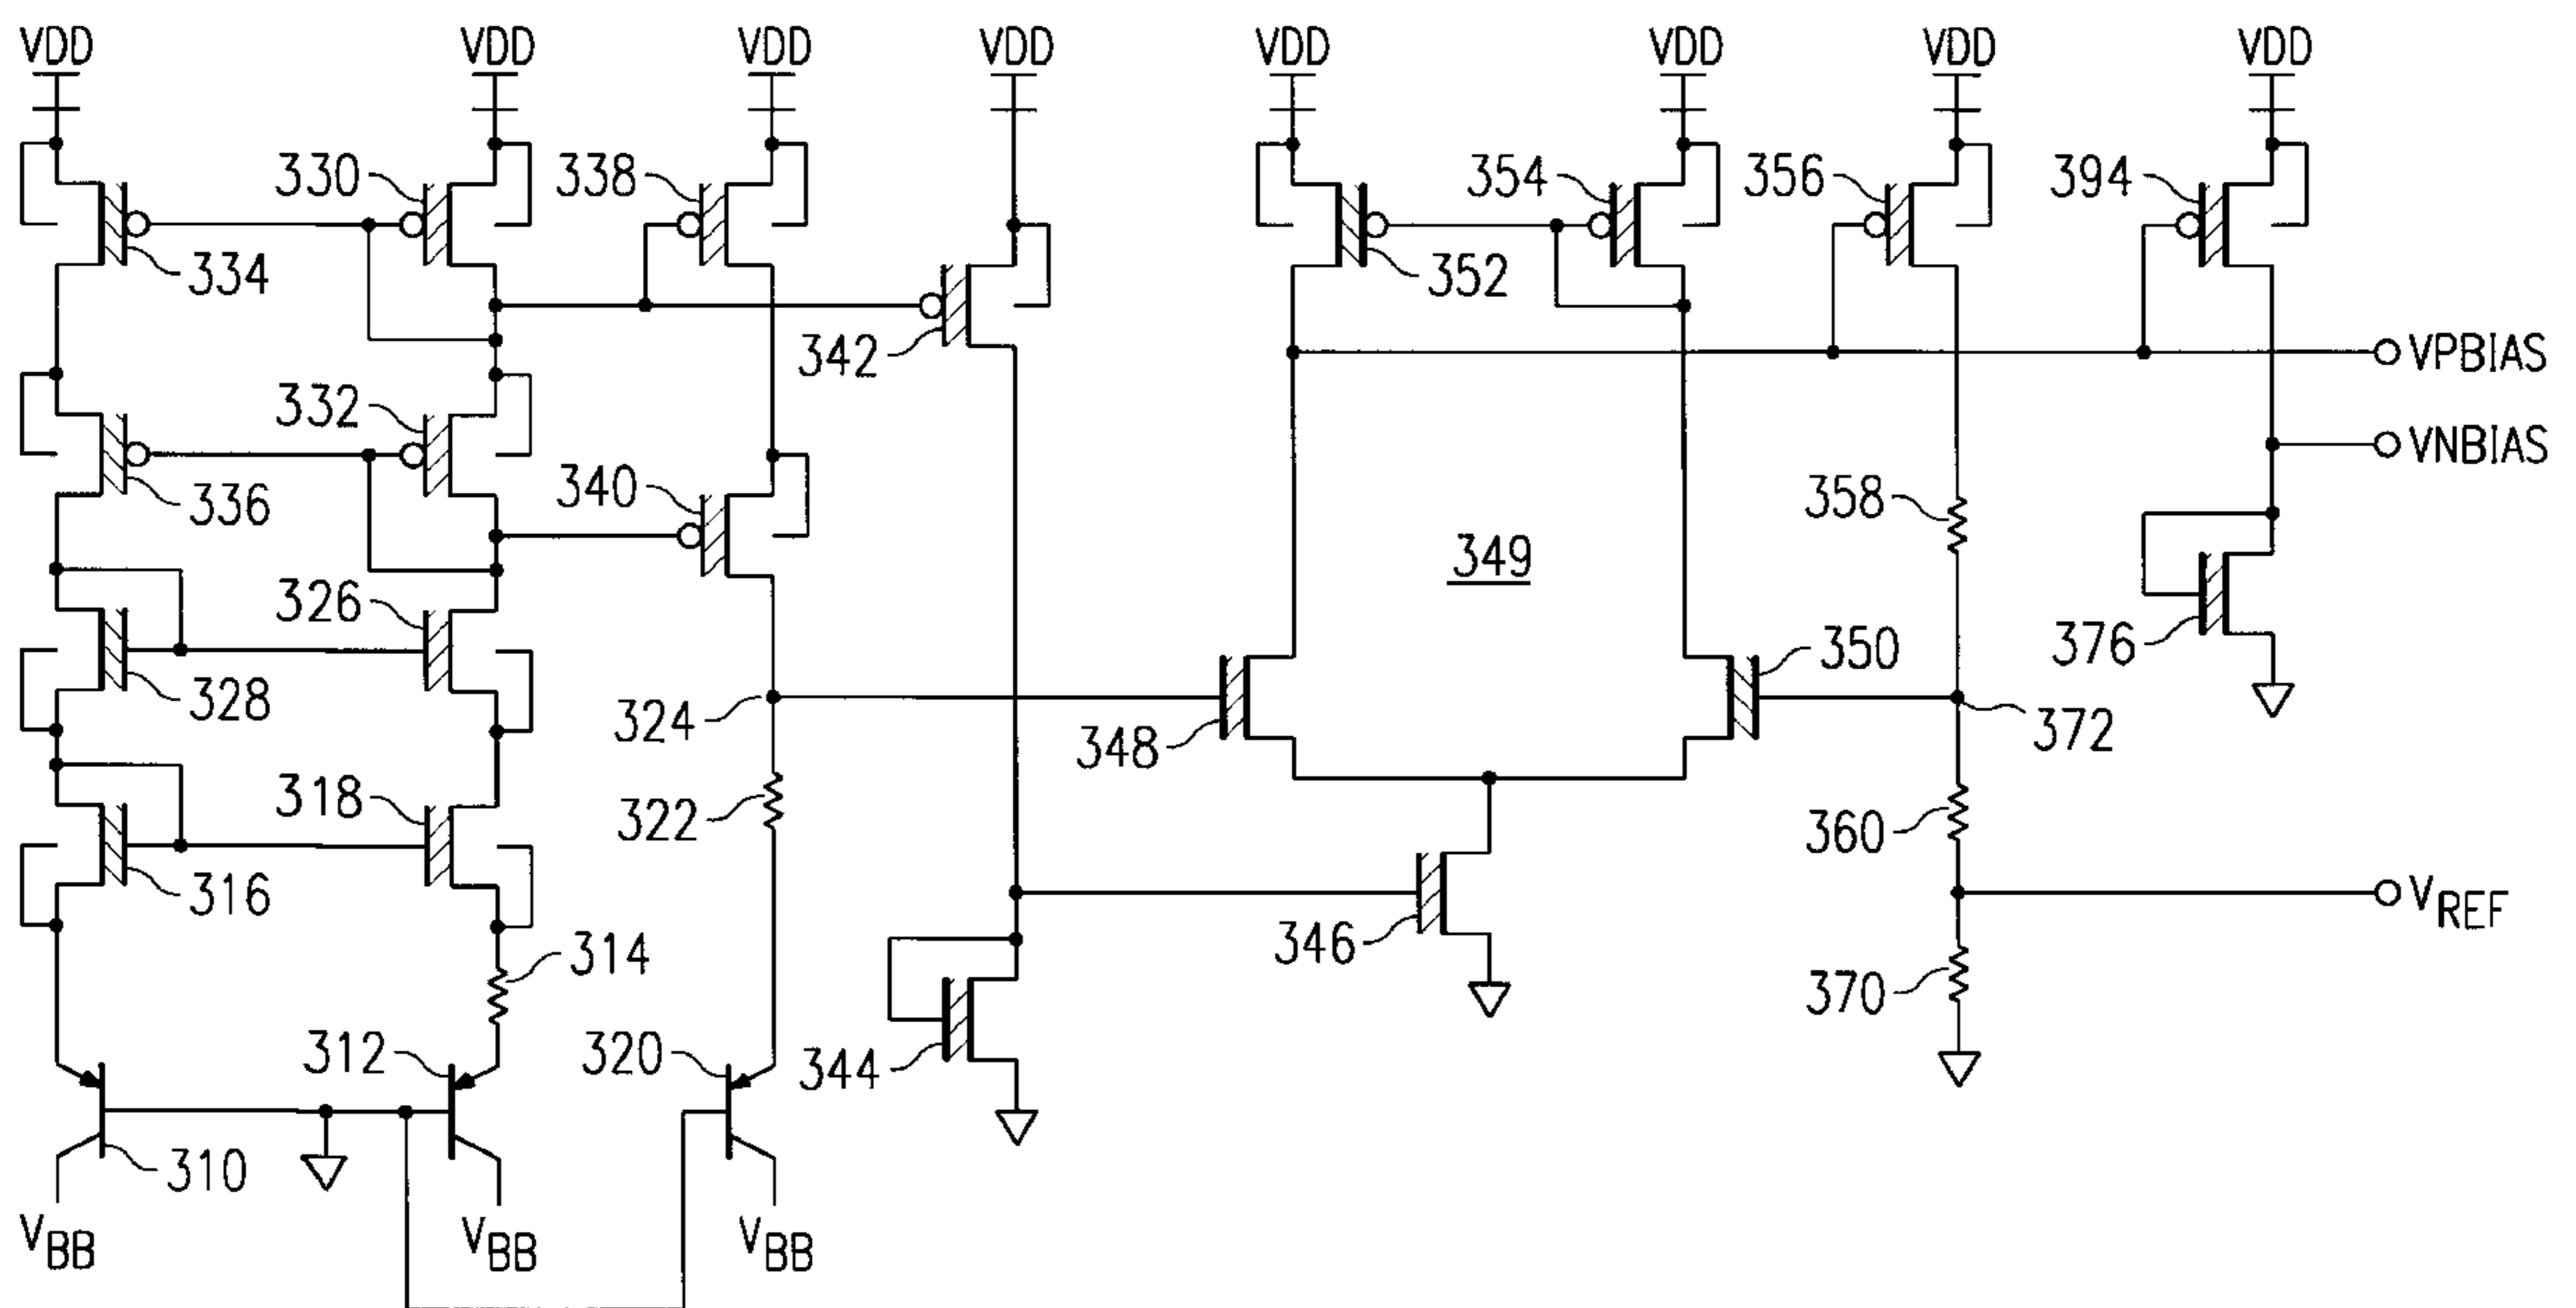 VDD VDD VDD VDD VDD VDD VDD VDD
330 338 354 356 394
334 352
342 VPBIAS
332
336 340 VNBIAS
358
349
326
328 350 376
324 348 372
318 322 360
316 346 VREF
314 370
312 320 344
310
VBB VBB VBB